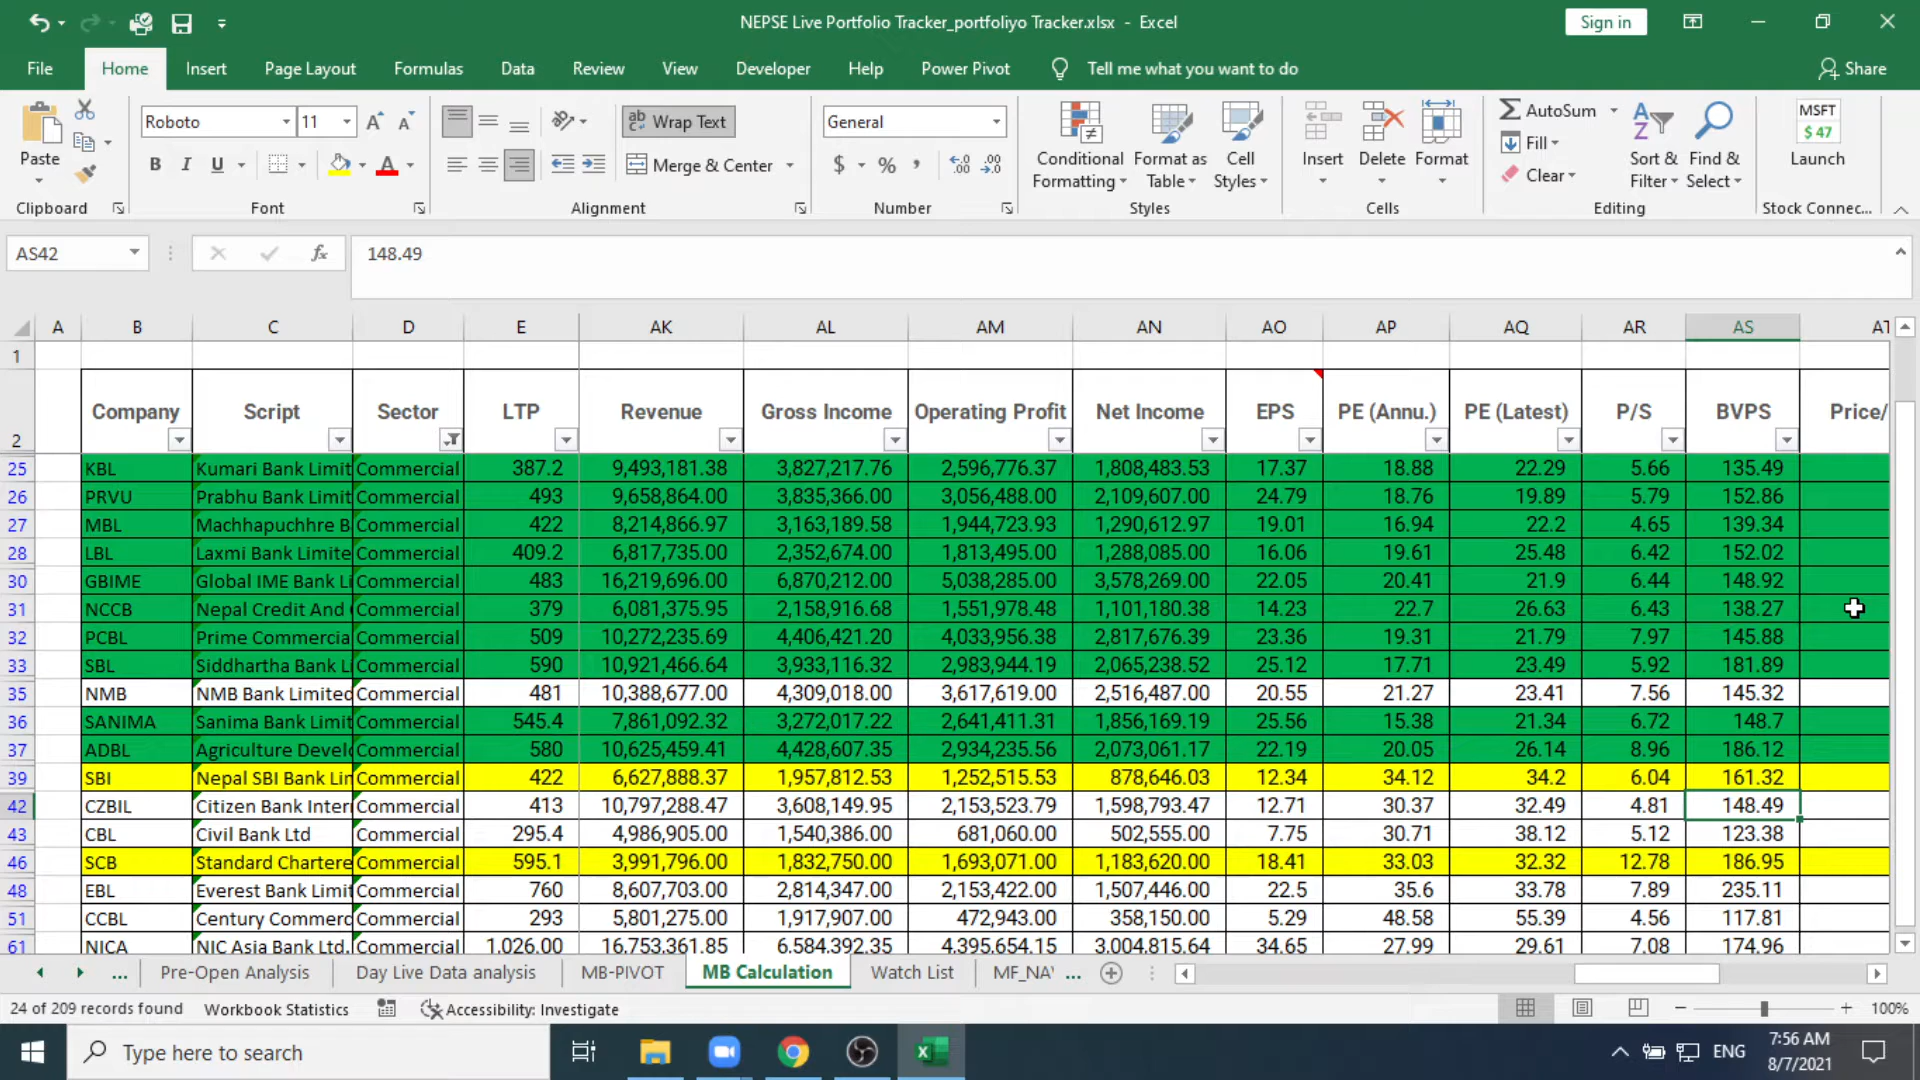 NEPSE Live Portfolio Tracker_portfoliyo Tracker.xlsx - Excel
Sign in
File Home Insert Page Layout Formulas Data Review View Developer Help Power Pivot Tell me what you want to do Share
Paste
Roboto 11
B I U A
ab Wrap Text
Merge & Center
General
$ % ,
Conditional Formatting
Format as Table
Cell Styles
Insert Delete Format
AutoSum
Fill
Clear
Sort & Filter
Find & Select
MSFT
$ 47
Launch
Clipboard Font Alignment Number Styles Cells Editing Stock Connec...
AS42 fx 148.49
A B C D E AK AL AM AN AO AP AQ AR AS AT
1
2 Company Script Sector LTP Revenue Gross Income Operating Profit Net Income EPS PE (Annu.) PE (Latest) P/S BVPS Price/
25 KBL Kumari Bank Limit Commercial 387.2 9,493,181.38 3,827,217.76 2,596,776.37 1,808,483.53 17.37 18.88 22.29 5.66 135.49
26 PRVU Prabhu Bank Limit Commercial 493 9,658,864.00 3,835,366.00 3,056,488.00 2,109,607.00 24.79 18.76 19.89 5.79 152.86
27 MBL Machhapuchhre B Commercial 422 8,214,866.97 3,163,189.58 1,944,723.93 1,290,612.97 19.01 16.94 22.2 4.65 139.34
28 LBL Laxmi Bank Limite Commercial 409.2 6,817,735.00 2,352,674.00 1,813,495.00 1,288,085.00 16.06 19.61 25.48 6.42 152.02
30 GBIME Global IME Bank Li Commercial 483 16,219,696.00 6,870,212.00 5,038,285.00 3,578,269.00 22.05 20.41 21.9 6.44 148.92
31 NCCB Nepal Credit And Commercial 379 6,081,375.95 2,158,916.68 1,551,978.48 1,101,180.38 14.23 22.7 26.63 6.43 138.27
32 PCBL Prime Commercia Commercial 509 10,272,235.69 4,406,421.20 4,033,956.38 2,817,676.39 23.36 19.31 21.79 7.97 145.88
33 SBL Siddhartha Bank L Commercial 590 10,921,466.64 3,933,116.32 2,983,944.19 2,065,238.52 25.12 17.71 23.49 5.92 181.89
35 NMB NMB Bank Limited Commercial 481 10,388,677.00 4,309,018.00 3,617,619.00 2,516,487.00 20.55 21.27 23.41 7.56 145.32
36 SANIMA Sanima Bank Limit Commercial 545.4 7,861,092.32 3,272,017.22 2,641,411.31 1,856,169.19 25.56 15.38 21.34 6.72 148.7
37 ADBL Agriculture Devel Commercial 580 10,625,459.41 4,428,607.35 2,934,235.56 2,073,061.17 22.19 20.05 26.14 8.96 186.12
39 SBI Nepal SBI Bank Lin Commercial 422 6,627,888.37 1,957,812.53 1,252,515.53 878,646.03 12.34 34.12 34.2 6.04 161.32
42 CZBIL Citizen Bank Inter Commercial 413 10,797,288.47 3,608,149.95 2,153,523.79 1,598,793.47 12.71 30.37 32.49 4.81 148.49
43 CBL Civil Bank Ltd Commercial 295.4 4,986,905.00 1,540,386.00 681,060.00 502,555.00 7.75 30.71 38.12 5.12 123.38
46 SCB Standard Chartere Commercial 595.1 3,991,796.00 1,832,750.00 1,693,071.00 1,183,620.00 18.41 33.03 32.32 12.78 186.95
48 EBL Everest Bank Limit Commercial 760 8,607,703.00 2,814,347.00 2,153,422.00 1,507,446.00 22.5 35.6 33.78 7.89 235.11
51 CCBL Century Commerc Commercial 293 5,801,275.00 1,917,907.00 472,943.00 358,150.00 5.29 48.58 55.39 4.56 117.81
61 NICA NIC Asia Bank Ltd. Commercial 1,026.00 16,753,361.85 6,584,392.35 4,395,654.15 3,004,815.64 34.65 27.99 29.61 7.08 174.96
... Pre-Open Analysis Day Live Data analysis MB-PIVOT MB Calculation Watch List MF_NAV ...
24 of 209 records found Workbook Statistics Accessibility: Investigate 100%
Type here to search
ENG
7:56 AM
8/7/2021